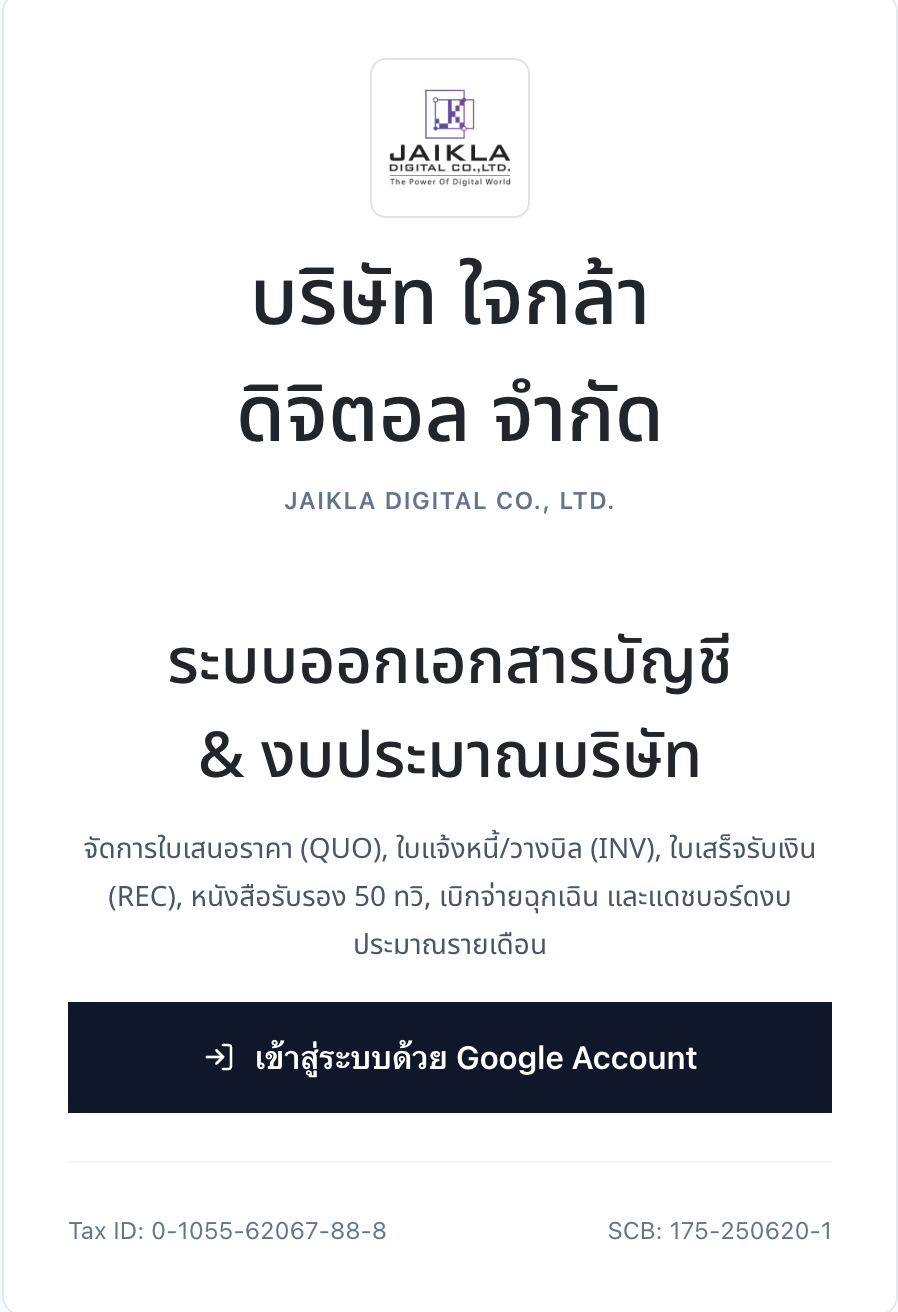 JK
JAIKLA
DIGITAL CO.,LTD.
The Power Of Digital World
บริษัท ใจกล้า
ดิจิตอล จำกัด
JAIKLA DIGITAL CO., LTD.
ระบบออกเอกสารบัญชี
& งบประมาณบริษัท
จัดการใบเสนอราคา (QUO), ใบแจ้งหนี้/วางบิล (INV), ใบเสร็จรับเงิน
(REC), หนังสือรับรอง 50 ทวิ, เบิกจ่ายฉุกเฉิน และแดชบอร์ดงบ
ประมาณรายเดือน
เข้าสู่ระบบด้วย Google Account
Tax ID: 0-1055-62067-88-8
SCB: 175-250620-1